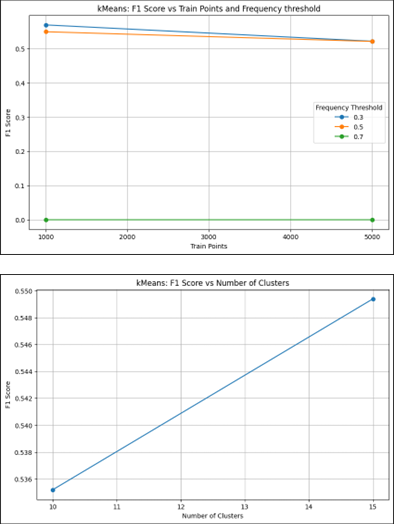 kMeans: F1 Score vs Train Points and Frequency threshold
F1 Score
0.5
0.4
0.3
0.2
0.1
0.0
Frequency Threshold
0.3
0.5
0.7
1000 2000 3000 4000 5000
Train Points
kMeans: F1 Score vs Number of Clusters
F1 Score
0.550
0.548
0.546
0.544
0.542
0.540
0.538
0.536
10 11 12 13 14 15
Number of Clusters